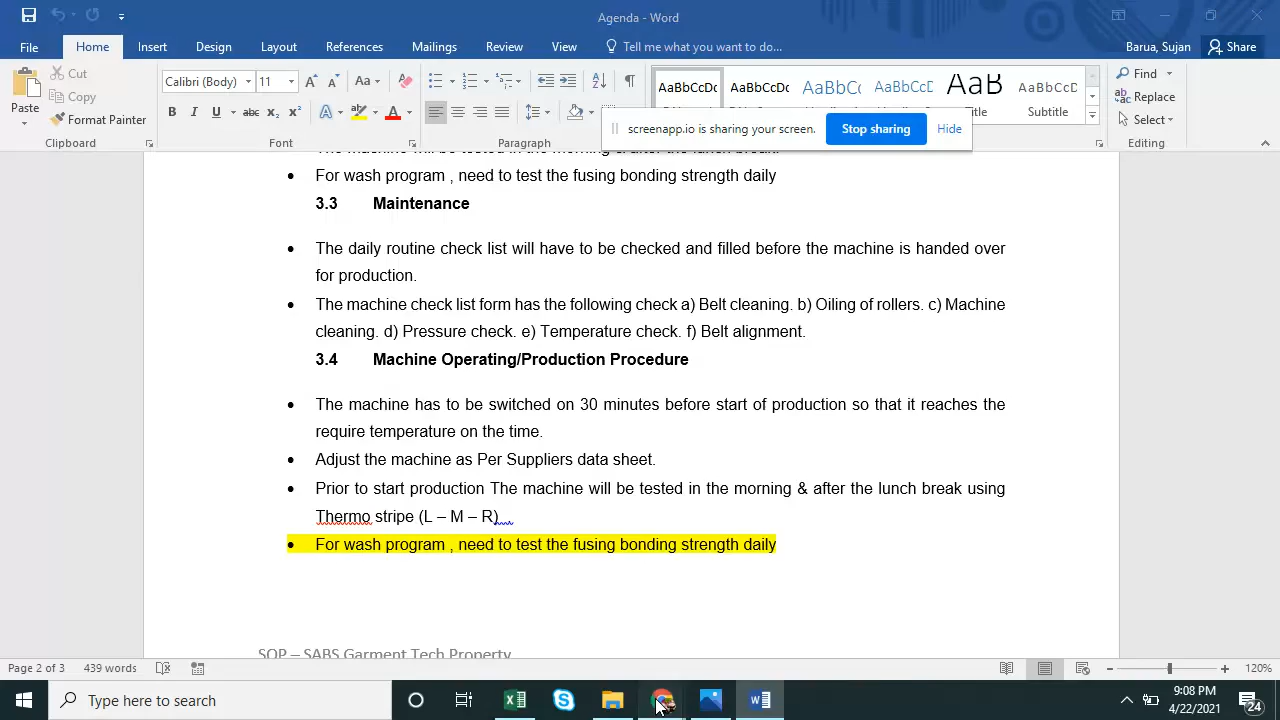 Agenda - Word
File
Home
Insert
Design
Layout
References
Mailings
Review
View
Tell me what you want to do...
Barua, Sujan
Share
Paste
Cut
Copy
Format Painter
Clipboard
Calibri (Body)
11
Font
Paragraph
AaBbCcDc
AaBbCcDc
AaBbCc
AaBbCcD
AaB
AaBbCcD
Title
Subtitle
Find
Replace
Select
Editing
screenapp.io is sharing your screen.
Stop sharing
Hide
• For wash program , need to test the fusing bonding strength daily
3.3 Maintenance
• The daily routine check list will have to be checked and filled before the machine is handed over
for production.
• The machine check list form has the following check a) Belt cleaning. b) Oiling of rollers. c) Machine
cleaning. d) Pressure check. e) Temperature check. f) Belt alignment.
3.4 Machine Operating/Production Procedure
• The machine has to be switched on 30 minutes before start of production so that it reaches the
require temperature on the time.
• Adjust the machine as Per Suppliers data sheet.
• Prior to start production The machine will be tested in the morning & after the lunch break using
Thermo stripe (L – M – R)
• For wash program , need to test the fusing bonding strength daily
SOP – SABS Garment Tech Property
Page 2 of 3
439 words
120%
Type here to search
9:08 PM
4/22/2021
24